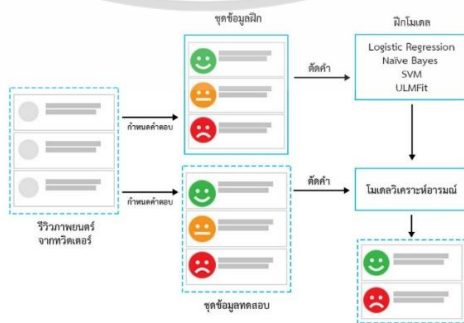 ชุดข้อมูลฝึก
ฝึกโมเดล
ตัดคำ
Logistic Regression
Naïve Bayes
SVM
ULMFit
กำหนดคำตอบ
กำหนดคำตอบ
ตัดคำ
โมเดลวิเคราะห์อารมณ์
รีวิวภาพยนตร์
จากทวิตเตอร์
ชุดข้อมูลทดสอบ